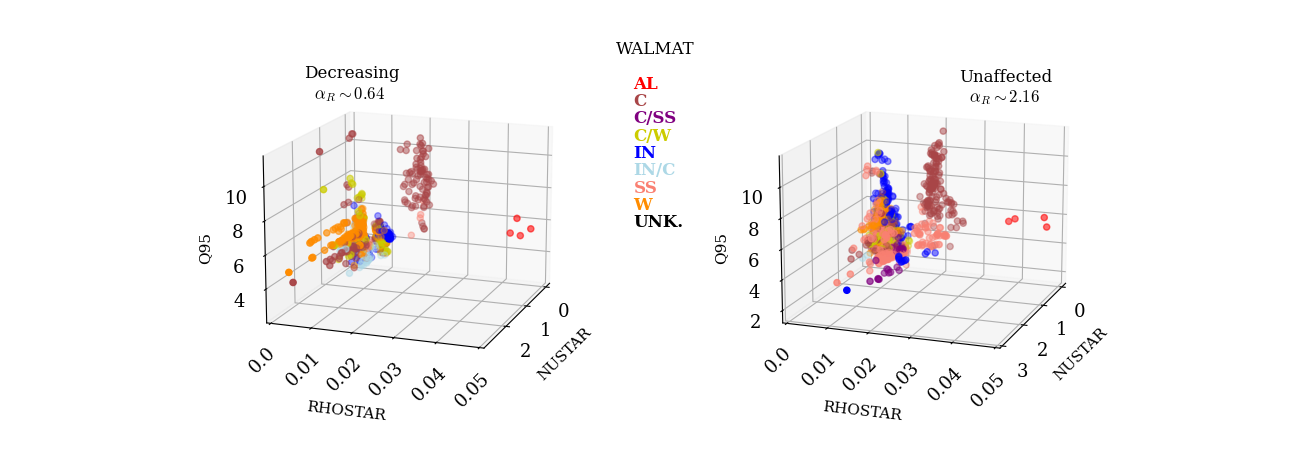 WALMAT
Decreasing
α_R ∼ 0.64
Unaffected
α_R ∼ 2.16
AL
C
C/SS
C/W
IN
IN/C
SS
W
UNK.
10
8
6
4
Q95
0.0
0.01
0.02
0.03
0.04
0.05
RHOSTAR
0
1
2
NUSTAR
10
8
6
4
2
Q95
0.0
0.01
0.02
0.03
0.04
0.05
RHOSTAR
0
1
2
3
NUSTAR